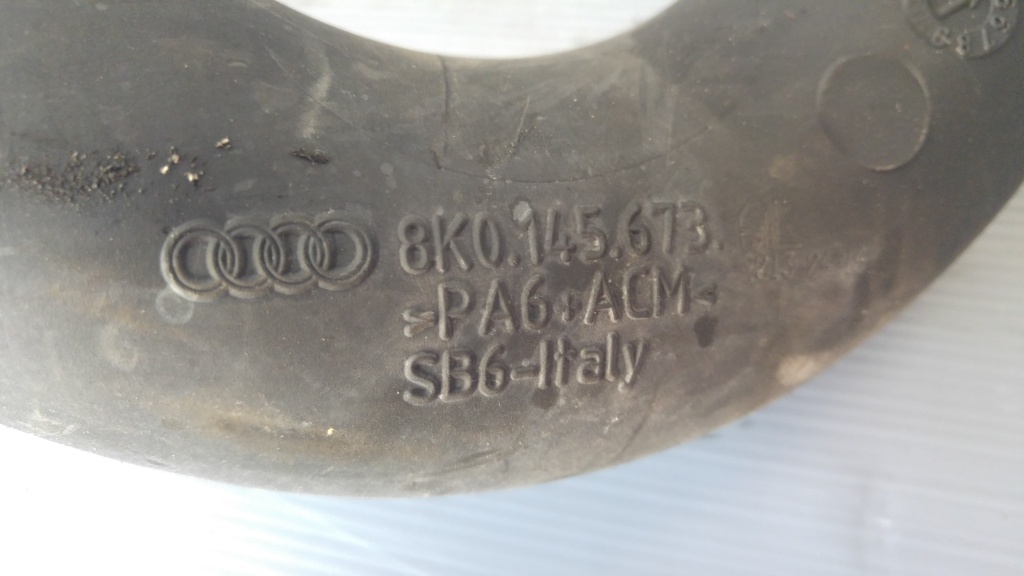 8K0.145.673.
>PA6+ACM<
SB6-Italy